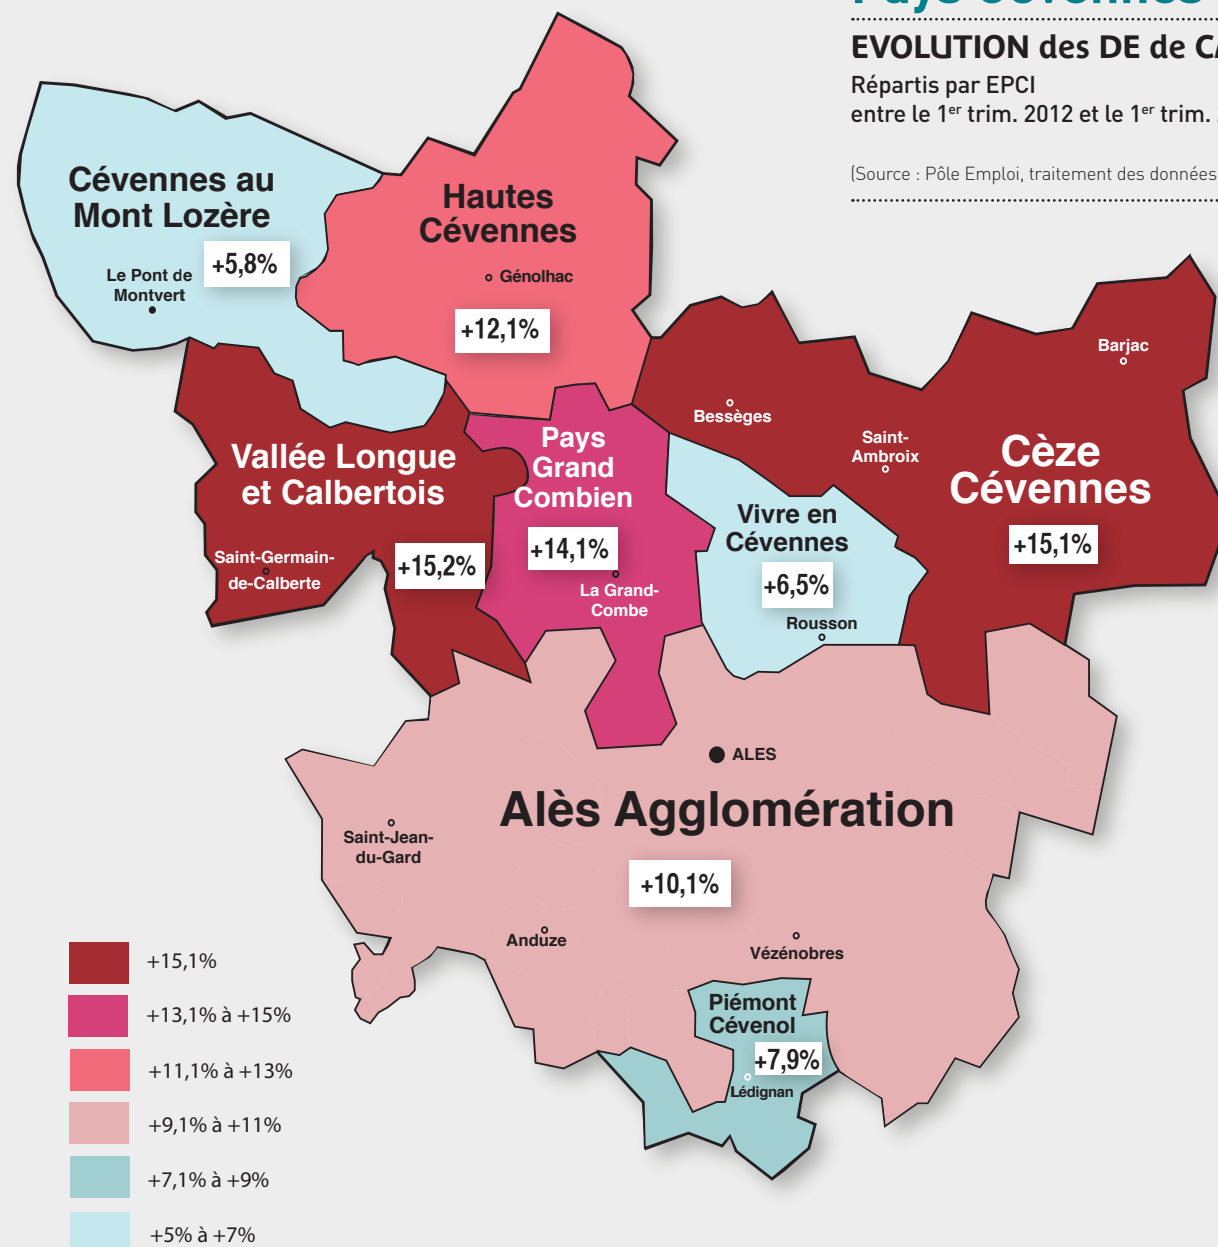 Pays Cévennes
EVOLUTION des DE de
Répartis par EPCI
entre le 1er trim. 2012 et le 1er trim.
(Source : Pôle Emploi, traitement des données
Cévennes au
Mont Lozère
+5,8%
Le Pont de
Montvert
Hautes
Cévennes
Génolhac
+12,1%
Barjac
Bessèges
Saint-
Ambroix
Cèze
Cévennes
+15,1%
Vallée Longue
et Calbertois
+15,2%
Saint-Germain-
de-Calberte
Pays
Grand
Combien
+14,1%
La Grand-
Combe
Vivre en
Cévennes
+6,5%
Rousson
ALES
Alès Agglomération
+10,1%
Saint-Jean-
du-Gard
Anduze
Vézénobres
Piémont
Cévenol
+7,9%
Lédignan
+15,1%
+13,1% à +15%
+11,1% à +13%
+9,1% à +11%
+7,1% à +9%
+5% à +7%